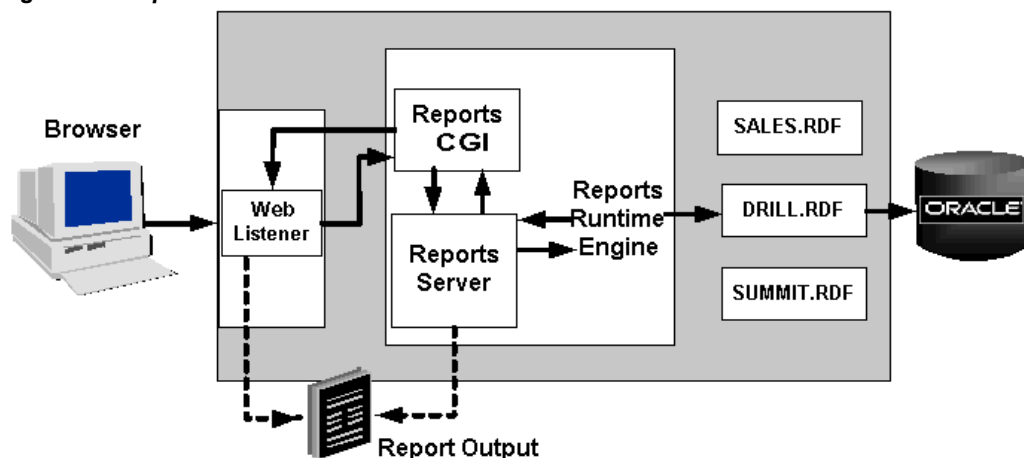 Browser
Web
Listener
Reports
CGI
Reports
Server
Reports
Runtime
Engine
SALES.RDF
DRILL.RDF
SUMMIT.RDF
ORACLE
Report Output